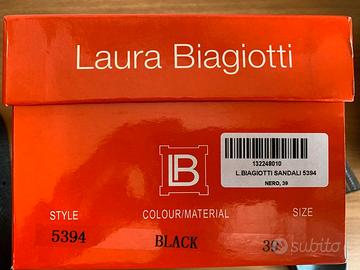 Laura Biagiotti
LB
132248010
L.BIAGIOTTI SANDALI 5394
NERO, 39
STYLE COLOUR/MATERIAL SIZE
5394 BLACK 39
subito